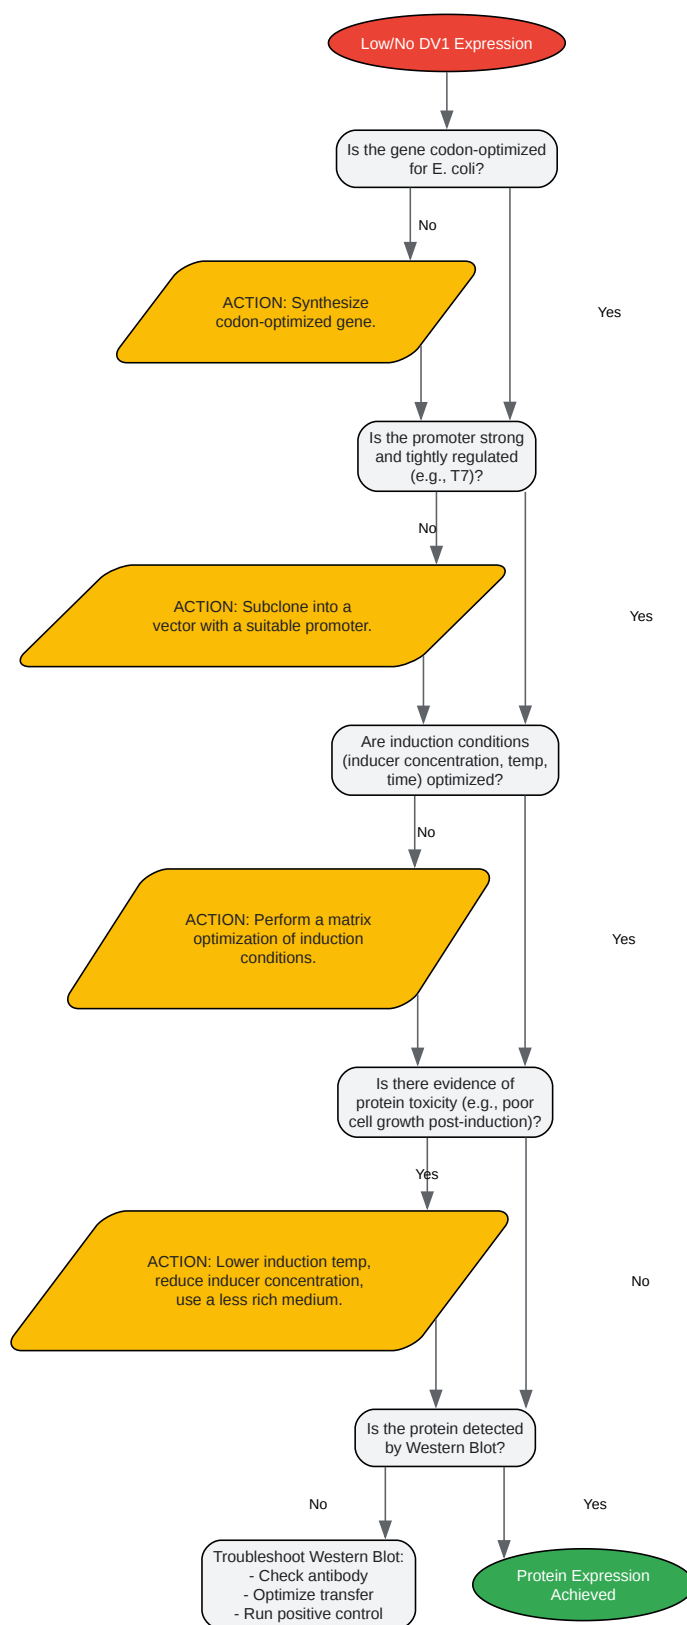 Low/No DV1 Expression
Is the gene codon-optimized
for E. coli?
No
ACTION: Synthesize
codon-optimized gene.
Yes
Is the promoter strong
and tightly regulated
(e.g., T7)?
No
ACTION: Subclone into a
vector with a suitable promoter.
Yes
Are induction conditions
(inducer concentration, temp,
time) optimized?
No
ACTION: Perform a matrix
optimization of induction
conditions.
Yes
Is there evidence of
protein toxicity (e.g., poor
cell growth post-induction)?
Yes
ACTION: Lower induction temp,
reduce inducer concentration,
use a less rich medium.
No
Is the protein detected
by Western Blot?
No
Yes
Troubleshoot Western Blot:
- Check antibody
- Optimize transfer
- Run positive control
Protein Expression
Achieved